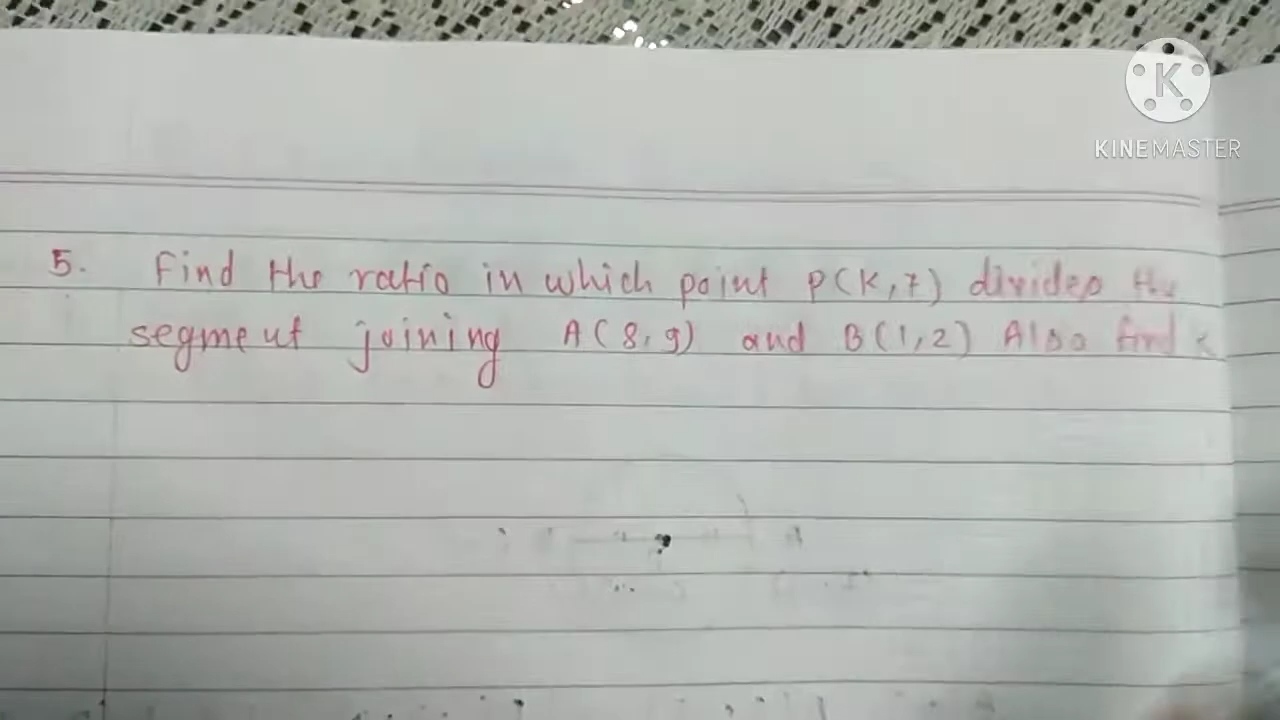 KINEMASTER
5. Find the ratio in which point P(K,7) divides the
segment joining A(8,9) and B(1,2) Also find k